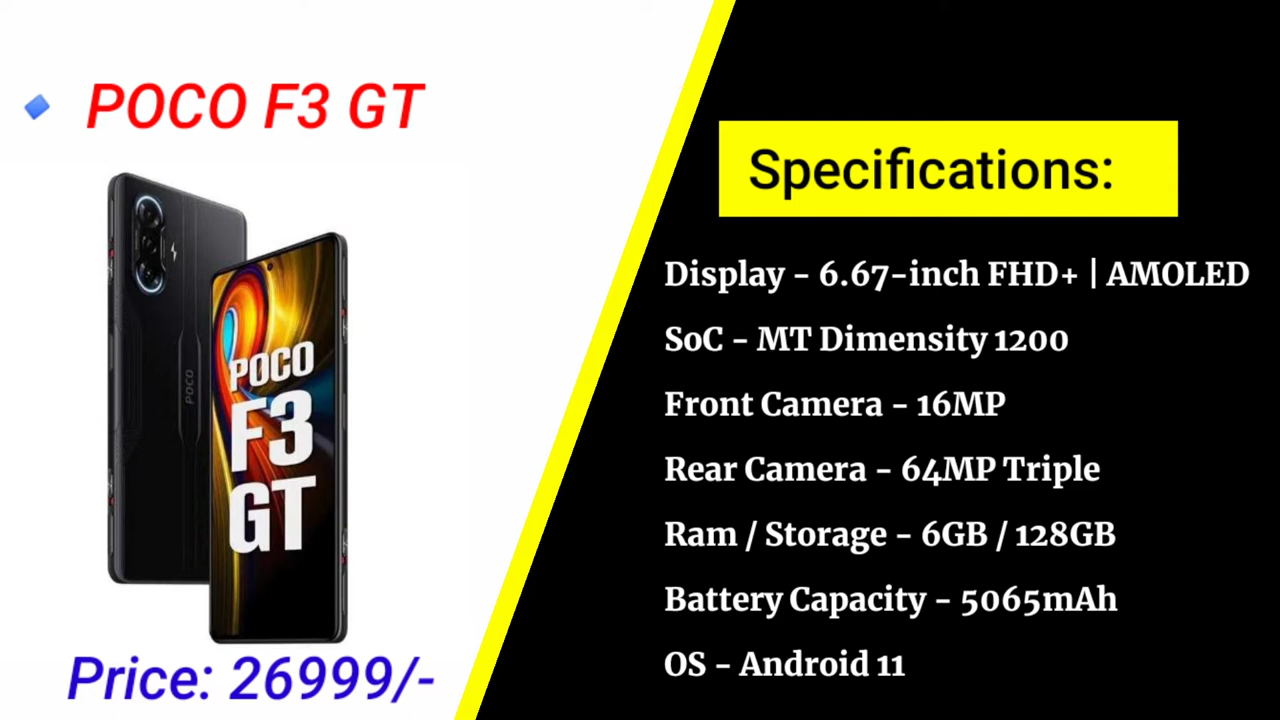 POCO F3 GT
POCO
POCO
F3
GT
Price: 26999/-
Specifications:
Display - 6.67-inch FHD+ | AMOLED
SoC - MT Dimensity 1200
Front Camera - 16MP
Rear Camera - 64MP Triple
Ram / Storage - 6GB / 128GB
Battery Capacity - 5065mAh
OS - Android 11